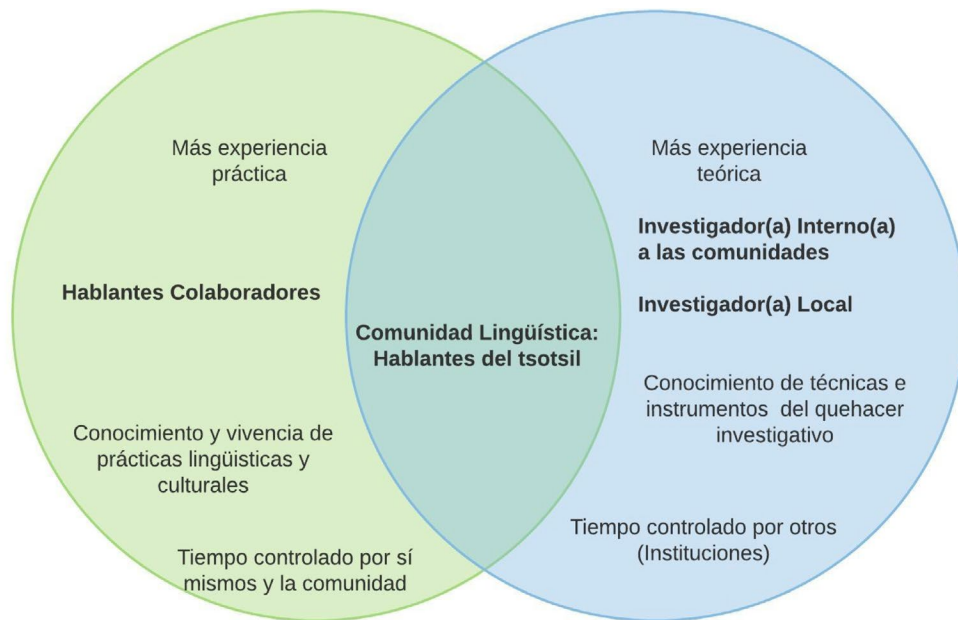 Más experiencia
práctica
Hablantes Colaboradores
Conocimiento y vivencia de
prácticas lingüisticas y
culturales
Tiempo controlado por sí
mismos y la comunidad
Comunidad Lingüística:
Hablantes del tsotsil
Más experiencia
teórica
Investigador(a) Interno(a)
a las comunidades
Investigador(a) Local
Conocimiento de técnicas e
instrumentos del quehacer
investigativo
Tiempo controlado por otros
(Instituciones)